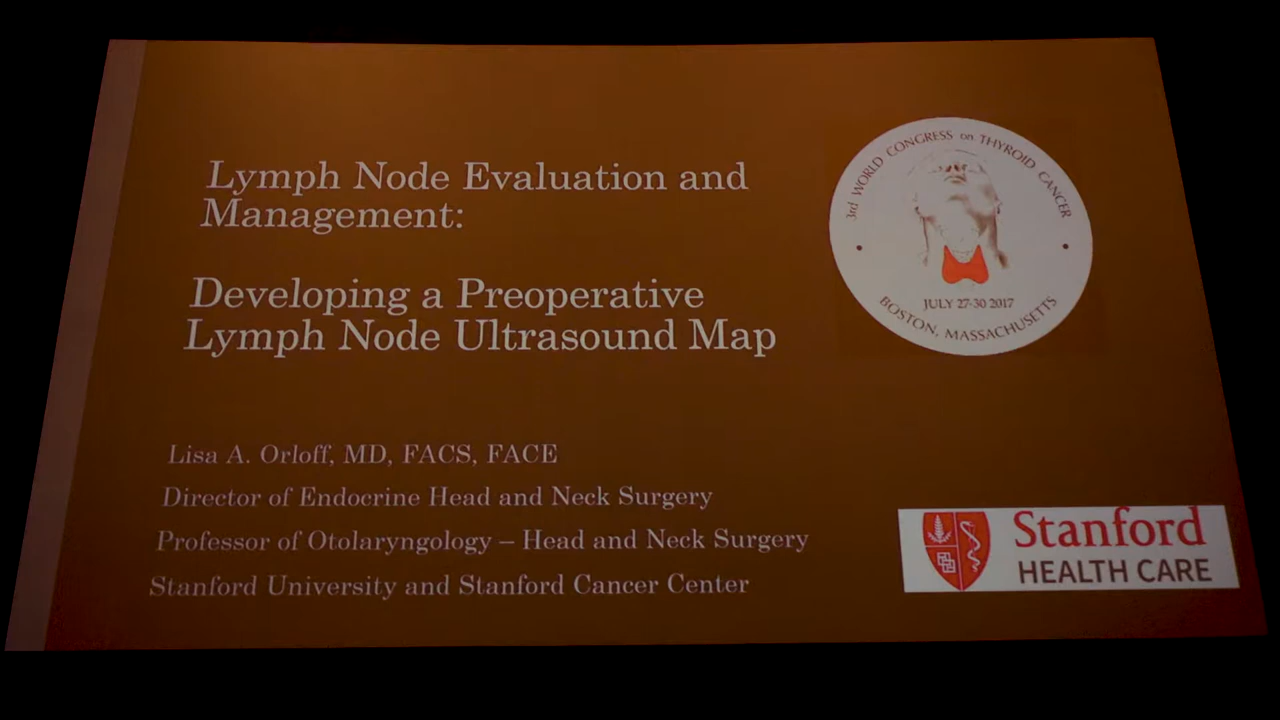 Lymph Node Evaluation and
Management:
Developing a Preoperative
Lymph Node Ultrasound Map
Lisa A. Orloff, MD, FACS, FACE
Director of Endocrine Head and Neck Surgery
Professor of Otolaryngology – Head and Neck Surgery
Stanford University and Stanford Cancer Center
3rd WORLD CONGRESS on THYROID CANCER
JULY 27-30 2017
BOSTON, MASSACHUSETTS
Stanford
HEALTH CARE